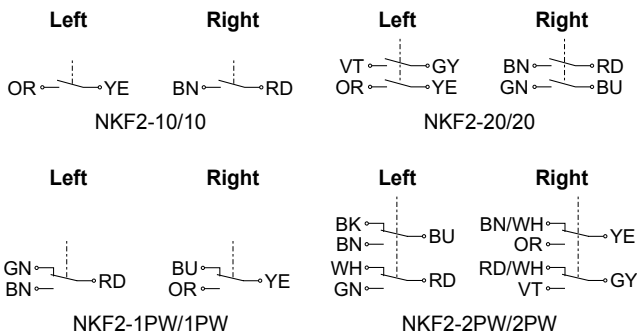 Left Right Left Right
OR YE BN RD
VT GY BN RD
OR YE GN BU
NKF2-10/10 NKF2-20/20
Left Right Left Right
BK BU BN/WH YE
BN OR
GN RD BU YE
BN OR
WH RD RD/WH GY
GN VT
NKF2-1PW/1PW NKF2-2PW/2PW